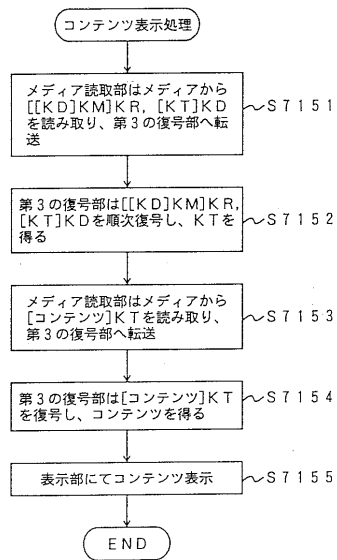 コンテンツ表示処理
メディア読取部はメディアから
[[KD]KM]KR, [KT]KD
を読み取り、第3の復号部へ転
送
S7151
第3の復号部は[[KD]KM]KR,
[KT]KDを順次復号し、KTを
得る
S7152
メディア読取部はメディアから
[コンテンツ]KTを読み取り、
第3の復号部へ転送
S7153
第3の復号部は[コンテンツ]KT
を復号し、コンテンツを得る
S7154
表示部にてコンテンツ表示
S7155
END